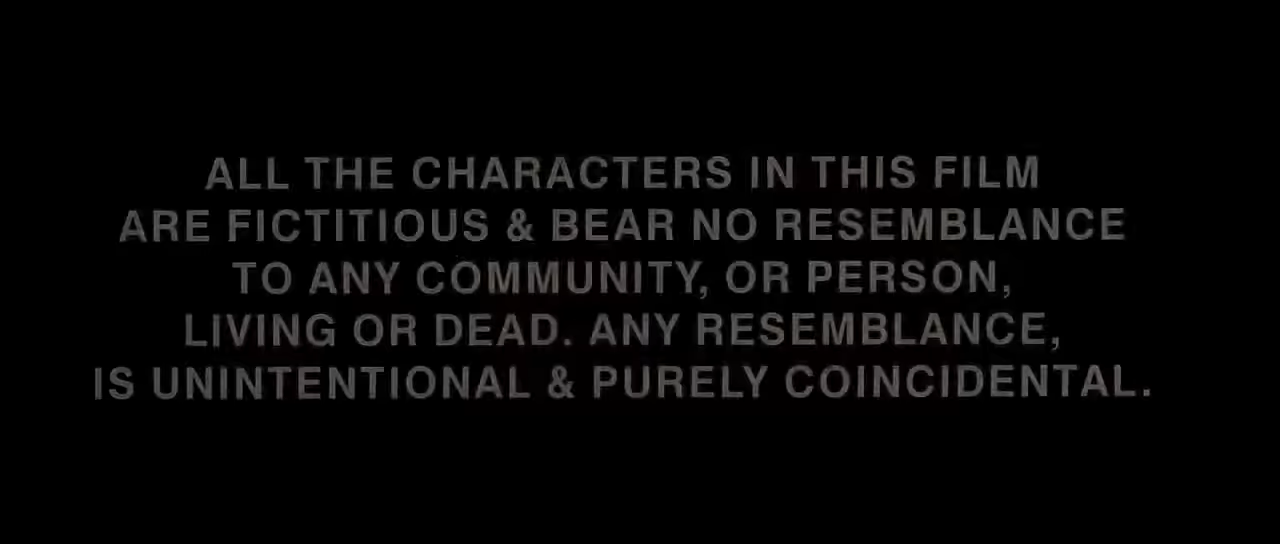 ALL THE CHARACTERS IN THIS FILM
ARE FICTITIOUS & BEAR NO RESEMBLANCE
TO ANY COMMUNITY, OR PERSON,
LIVING OR DEAD. ANY RESEMBLANCE,
IS UNINTENTIONAL & PURELY COINCIDENTAL.